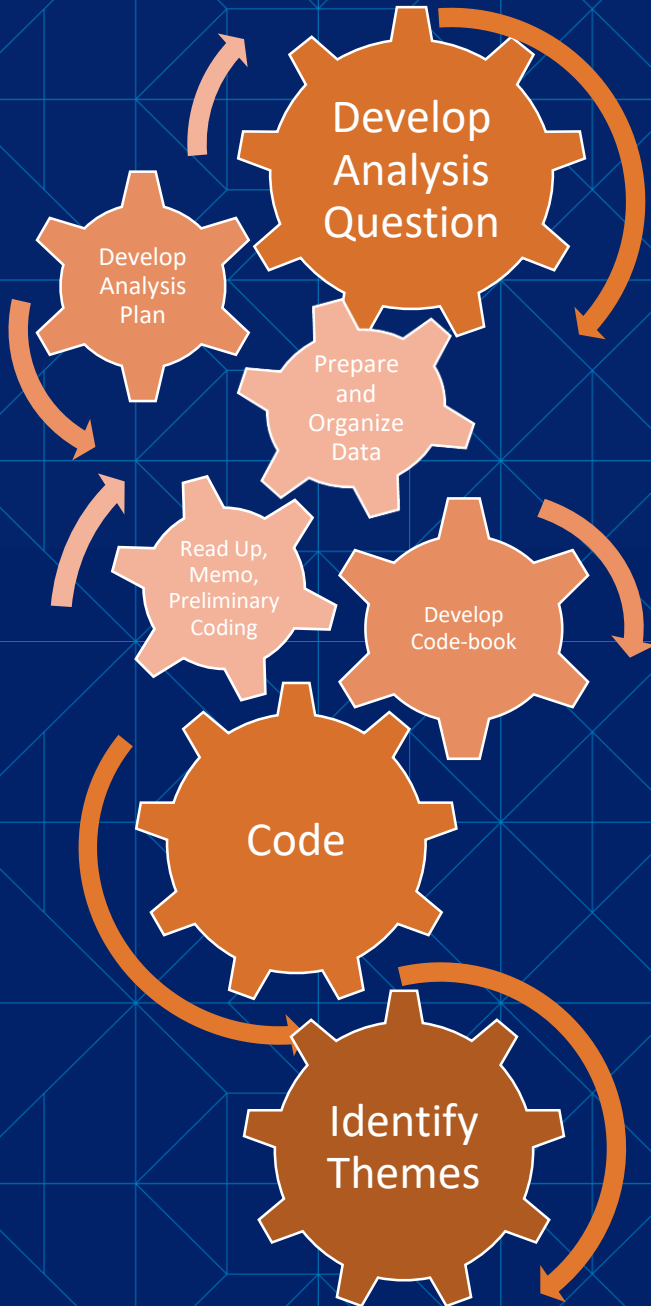 Develop
Analysis
Question
Develop
Analysis
Plan
Prepare
and
Organize
Data
Read Up,
Memo,
Preliminary
Coding
Develop
Code-book
Code
Identify
Themes